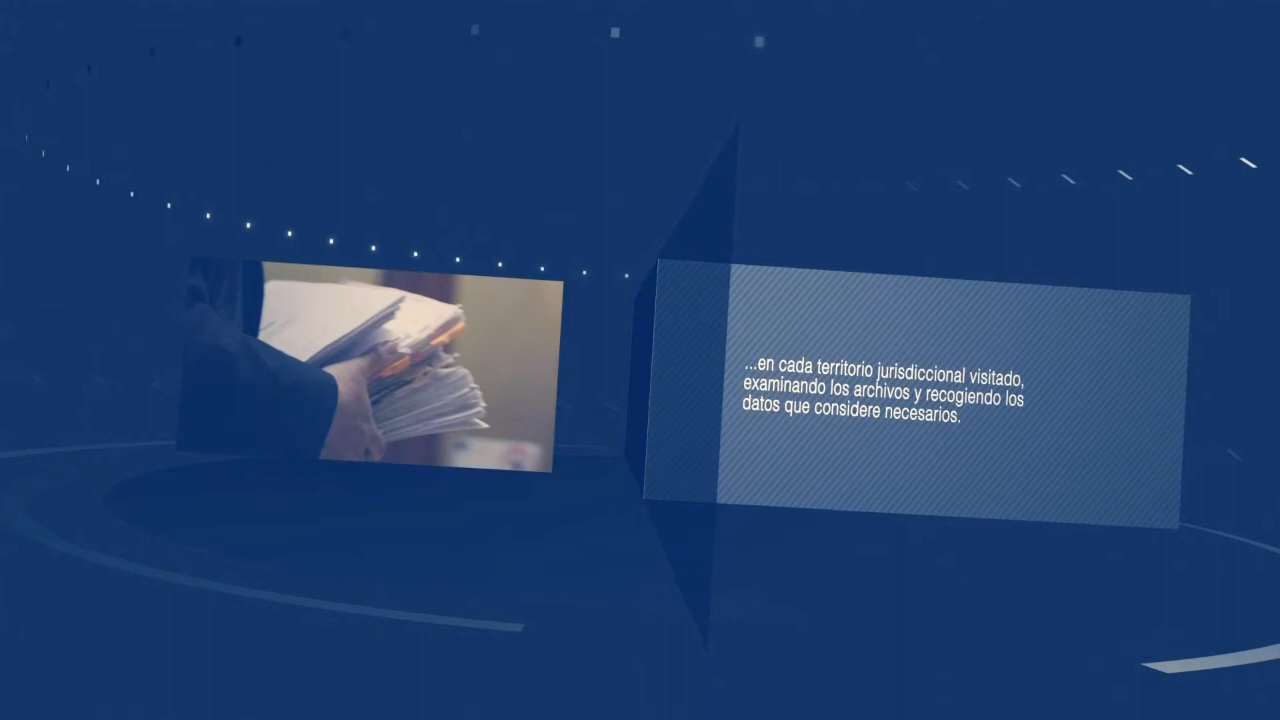 ...en cada territorio jurisdiccional visitado,
examinando los archivos y recogiendo los
datos que considere necesarios.